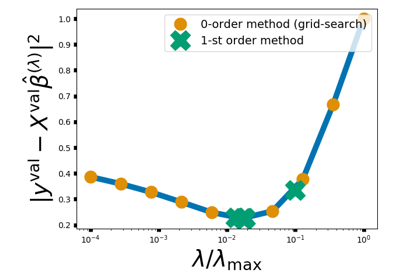 1.0
0.9
0.8
0.7
0.6
0.5
0.4
0.3
0.2
|y^val − X^val β̂^(λ)|²
0-order method (grid-search)
1-st order method
10⁻⁴ 10⁻³ 10⁻² 10⁻¹ 10⁰
λ/λ_max